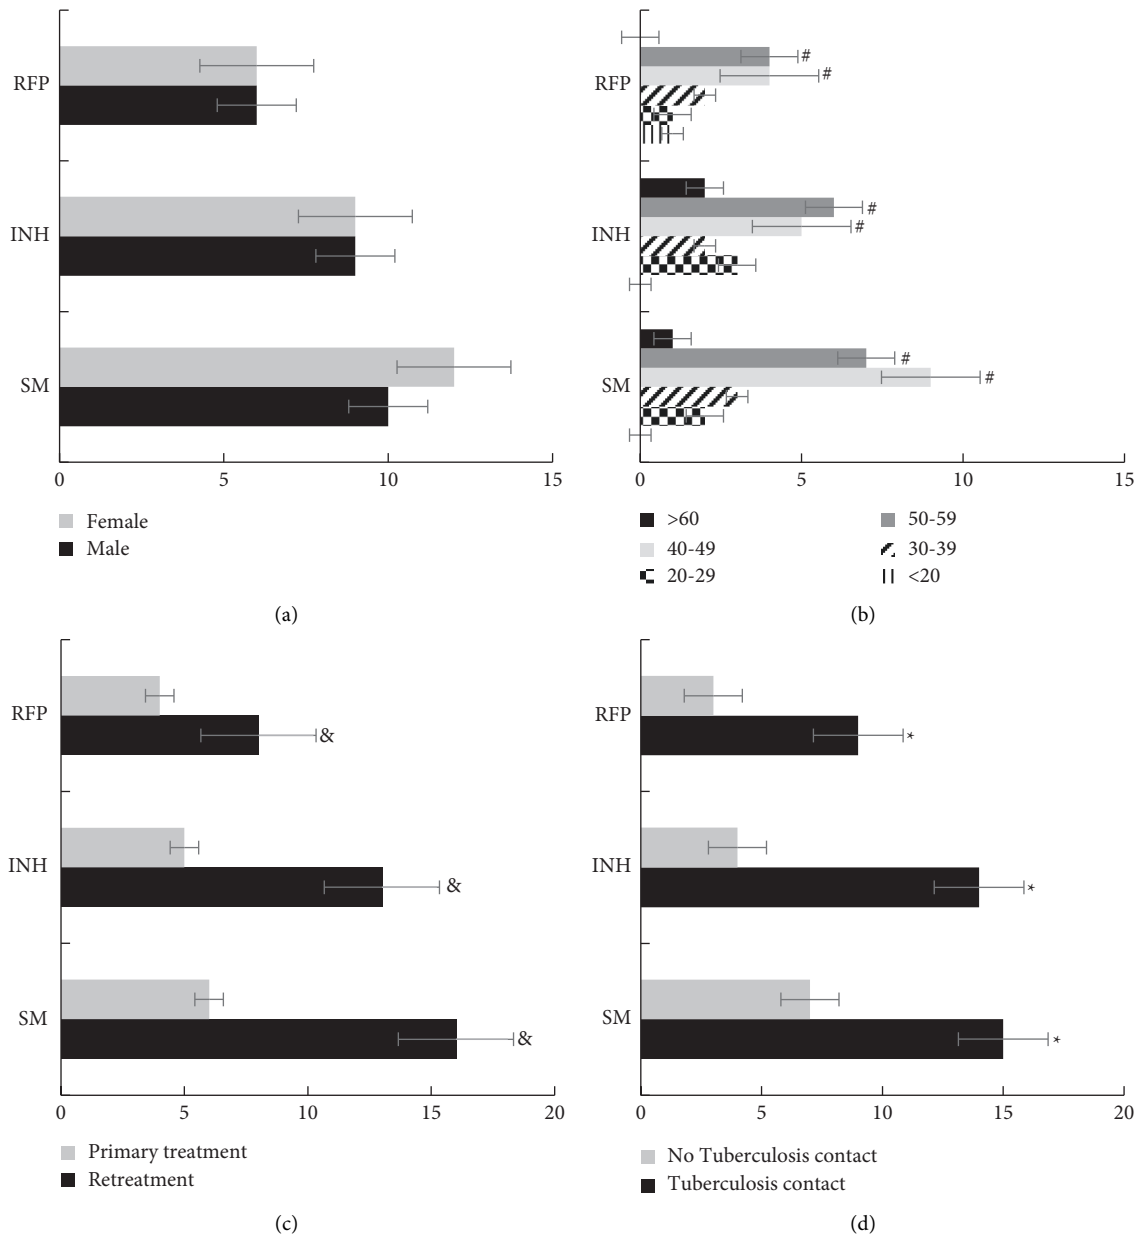 RFP
INH
SM
0 5 10 15
Female
Male
(a)
RFP # #
INH # #
SM # #
0 5 10 15
>60 50-59
40-49 30-39
20-29 <20
(b)
RFP &
INH &
SM &
0 5 10 15 20
Primary treatment
Retreatment
(c)
RFP *
INH *
SM *
0 5 10 15 20
No Tuberculosis contact
Tuberculosis contact
(d)